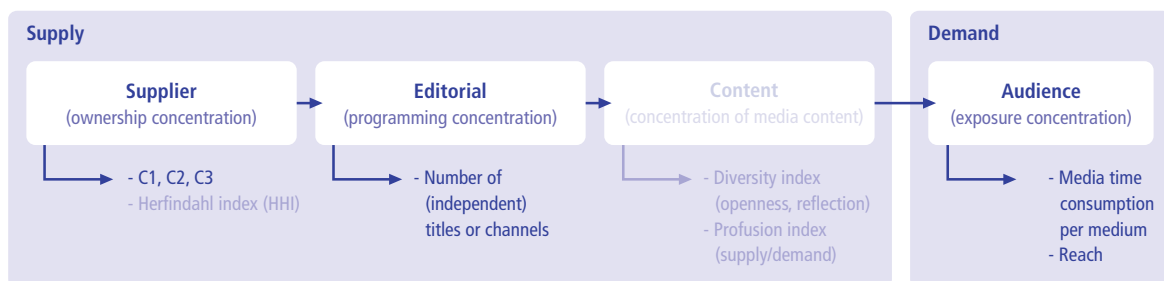 Supply
Demand
Supplier
(ownership concentration)
Editorial
(programming concentration)
Content
(concentration of media content)
Audience
(exposure concentration)
- C1, C2, C3
- Herfindahl index (HHI)
- Number of
(independent)
titles or channels
- Diversity index
(openness, reflection)
- Profusion index
(supply/demand)
- Media time
consumption
per medium
- Reach